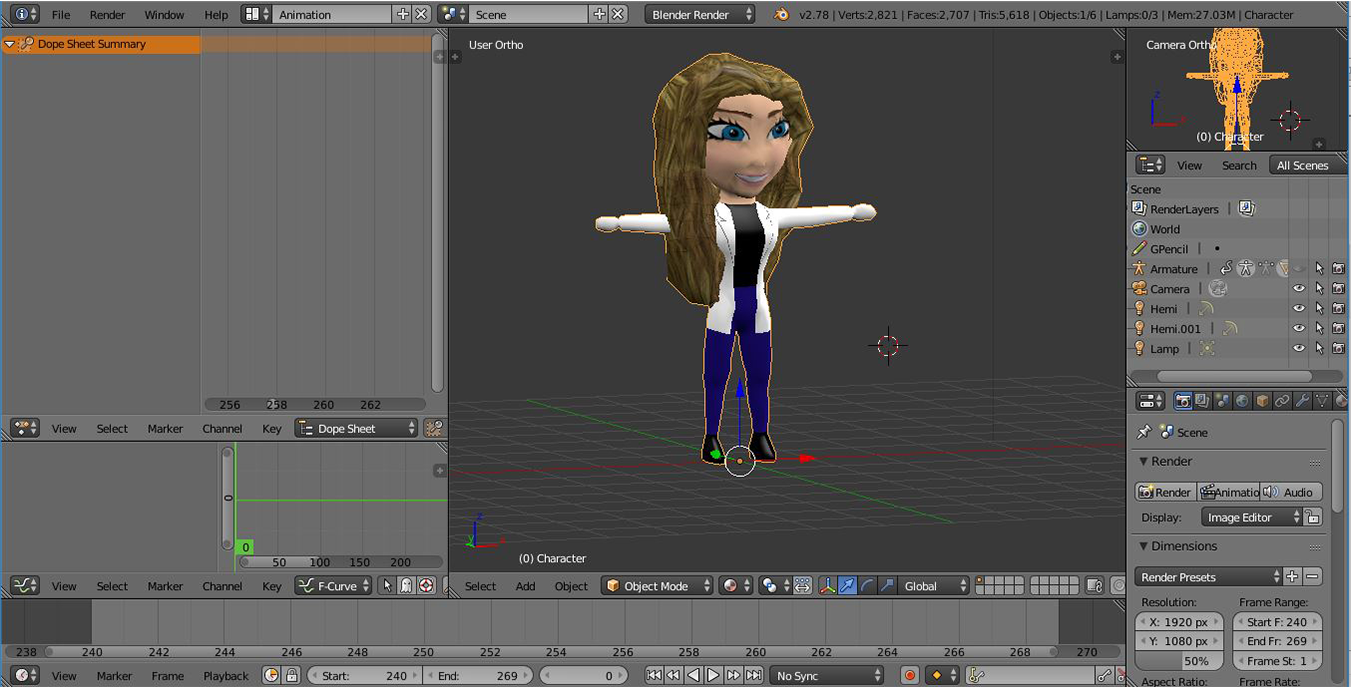 File Render Window Help Animation Scene Blender Render v2.78 | Verts:2,821 | Faces:2,707 | Tris:5,618 | Objects:1/6 | Lamps:0/3 | Mem:27.03M | Character
Dope Sheet Summary
256 258 260 262
View Select Marker Channel Key Dope Sheet
0
0
50 100 150 200
View Select Marker Channel Key F-Curve
User Ortho
z
y x
(0) Character
Select Add Object Object Mode Global
Camera Ortho
z
x
(0) Character
View Search All Scenes
Scene
RenderLayers |
World
GPencil |
Armature |
Camera |
Hemi |
Hemi.001 |
Lamp |
Scene
Render
Render Animatio Audio
Display: Image Editor
Dimensions
Render Presets
Resolution: Frame Range:
X: 1920 px Start F: 240
Y: 1080 px End Fr: 269
50% Frame St: 1
Aspect Ratio: Frame Rate:
238 240 242 244 246 248 250 252 254 256 258 260 262 264 266 268 270
View Marker Frame Playback Start: 240 End: 269 0 No Sync